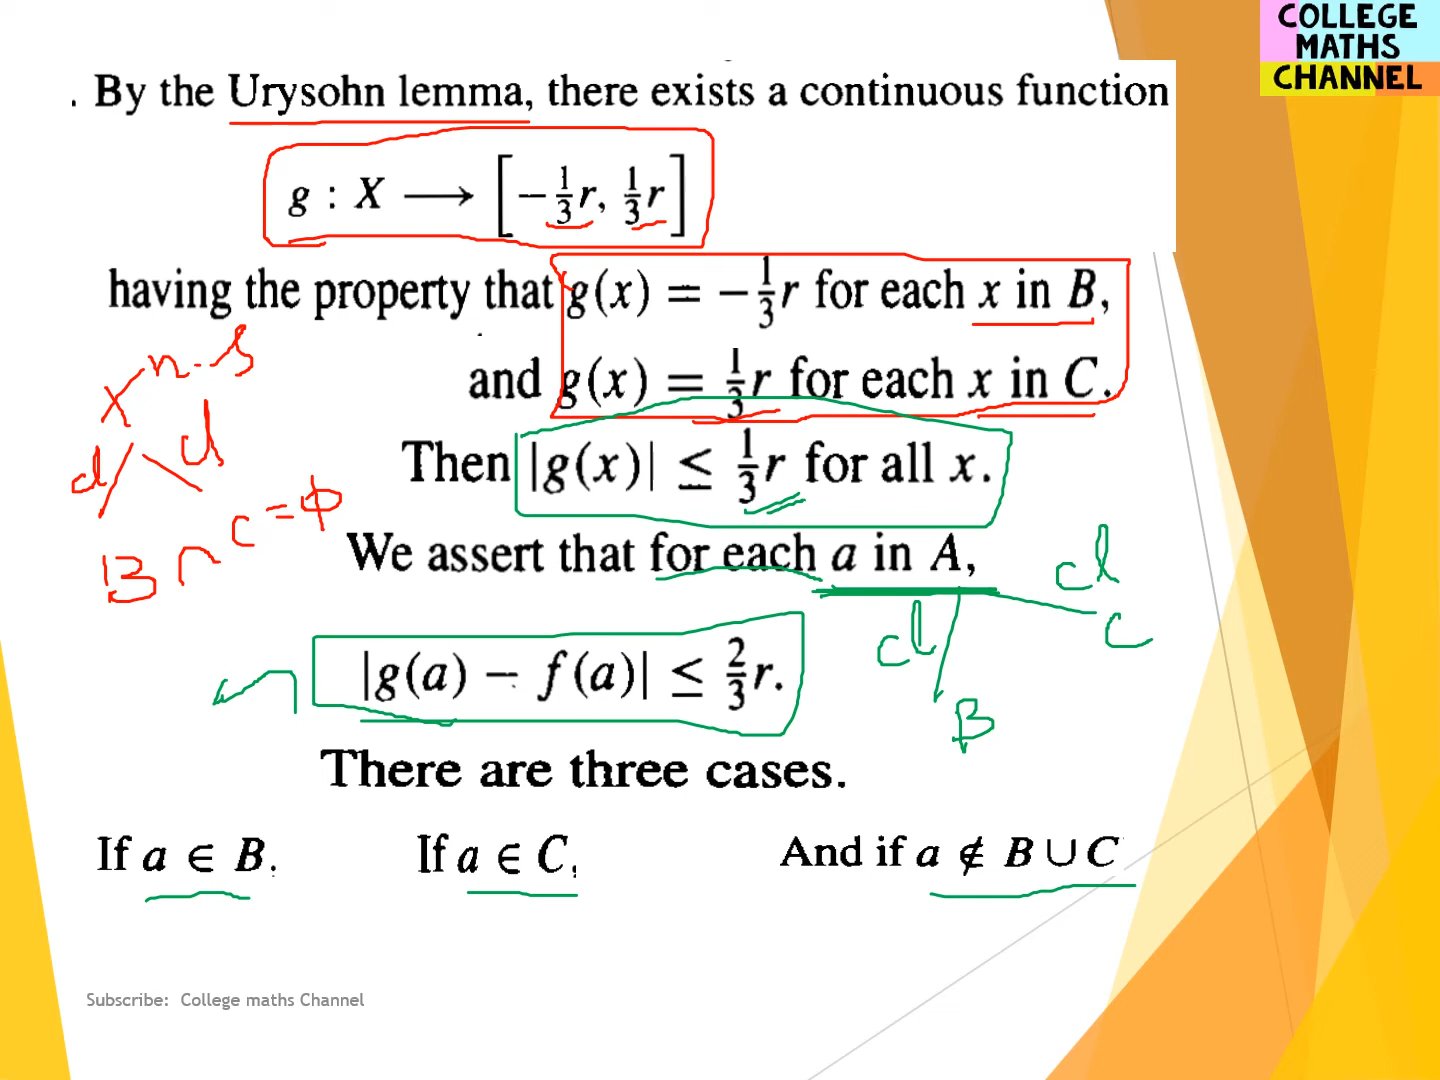 COLLEGE
MATHS
CHANNEL
. By the Urysohn lemma, there exists a continuous function
g : X ⟶ [−⅓r, ⅓r]
having the property that g(x) = −⅓r for each x in B,
and g(x) = ⅓r for each x in C.
X n-s
d d
Then |g(x)| ≤ ⅓r for all x.
B ∩ C = ϕ
We assert that for each a in A,
cl C
cl B
|g(a) − f(a)| ≤ ⅔r.
There are three cases.
If a ∈ B. If a ∈ C, And if a ∉ B ∪ C
Subscribe: College maths Channel